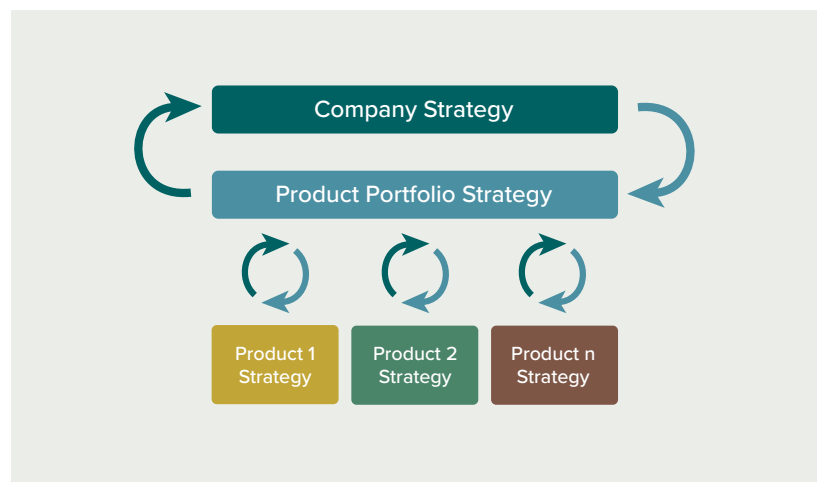 Company Strategy
Product Portfolio Strategy
Product 1
Strategy
Product 2
Strategy
Product n
Strategy